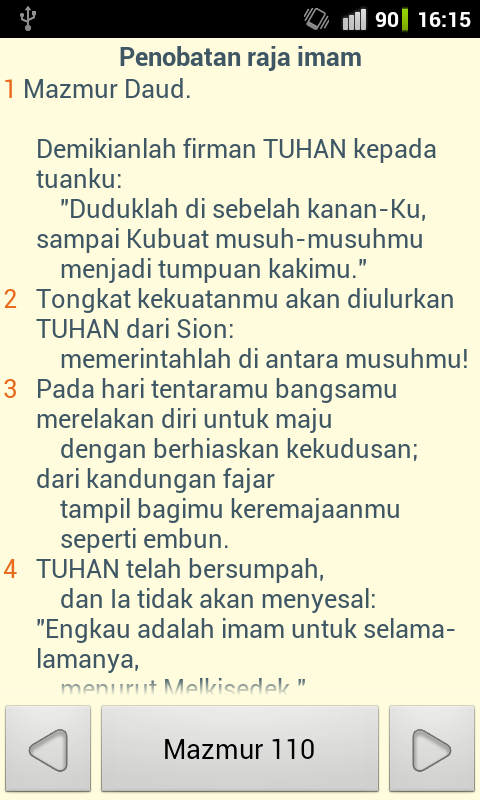 90 16:15
Penobatan raja imam
1 Mazmur Daud.
Demikianlah firman TUHAN kepada
tuanku:
"Duduklah di sebelah kanan-Ku,
sampai Kubuat musuh-musuhmu
menjadi tumpuan kakimu."
2 Tongkat kekuatanmu akan diulurkan
TUHAN dari Sion:
memerintahlah di antara musuhmu!
3 Pada hari tentaramu bangsamu
merelakan diri untuk maju
dengan berhiaskan kekudusan;
dari kandungan fajar
tampil bagimu keremajaanmu
seperti embun.
4 TUHAN telah bersumpah,
dan Ia tidak akan menyesal:
"Engkau adalah imam untuk selama-
lamanya,
menurut Melkisedek."
Mazmur 110